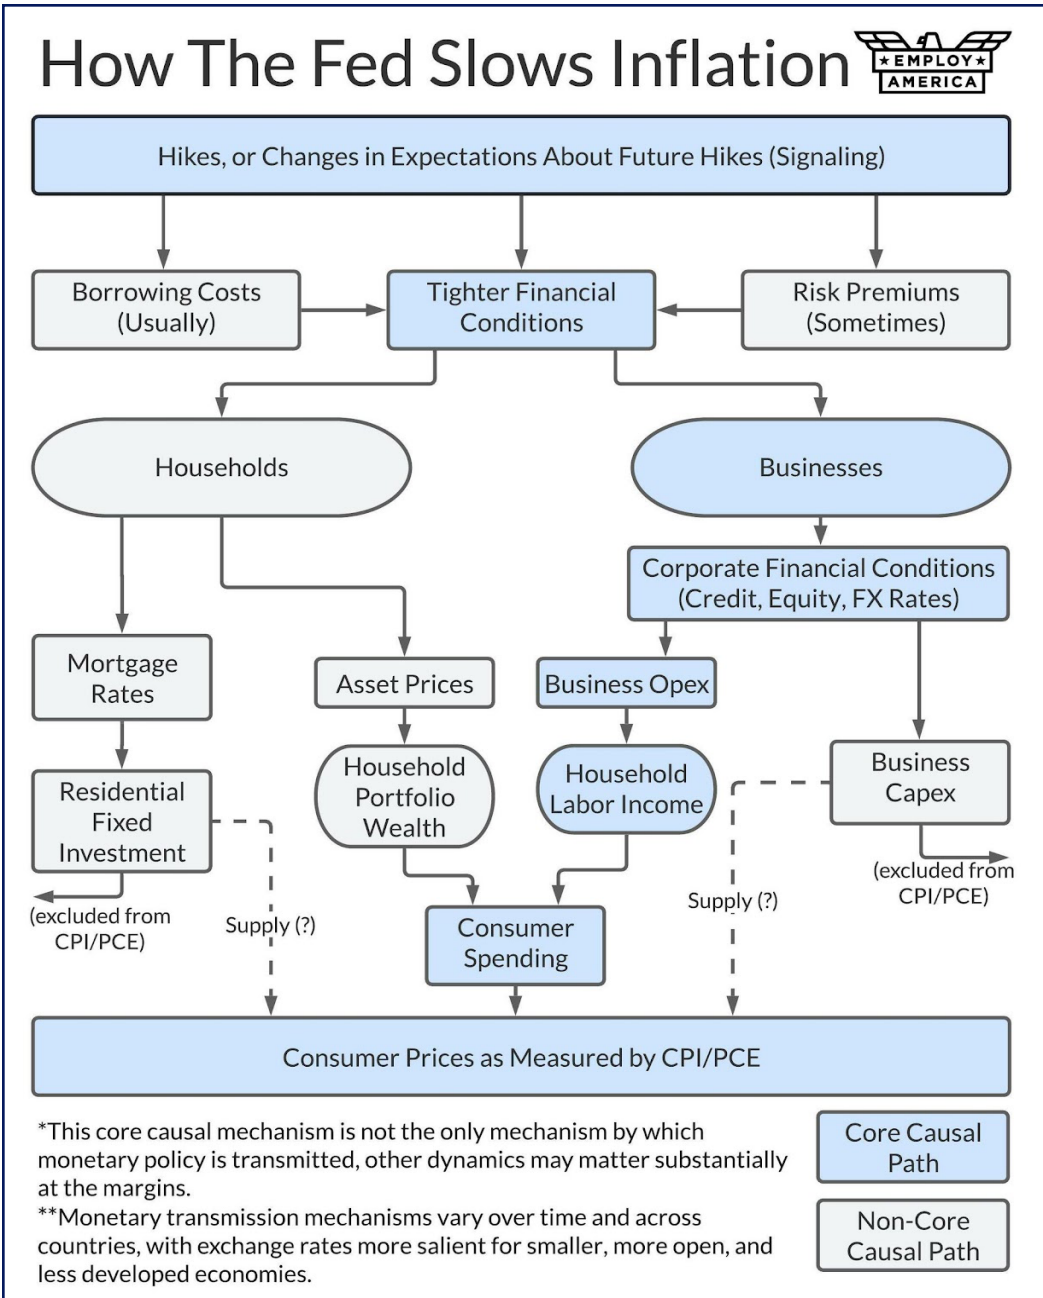 How The Fed Slows Inflation
★EMPLOY★
AMERICA
Hikes, or Changes in Expectations About Future Hikes (Signaling)
Borrowing Costs
(Usually)
Tighter Financial
Conditions
Risk Premiums
(Sometimes)
Households
Businesses
Corporate Financial Conditions
(Credit, Equity, FX Rates)
Mortgage
Rates
Asset Prices
Business Opex
Residential
Fixed
Investment
Household
Portfolio
Wealth
Household
Labor Income
Business
Capex
(excluded from
CPI/PCE)
Supply (?)
Consumer
Spending
Supply (?)
(excluded from
CPI/PCE)
Consumer Prices as Measured by CPI/PCE
*This core causal mechanism is not the only mechanism by which
monetary policy is transmitted, other dynamics may matter substantially
at the margins.
**Monetary transmission mechanisms vary over time and across
countries, with exchange rates more salient for smaller, more open, and
less developed economies.
Core Causal
Path
Non-Core
Causal Path